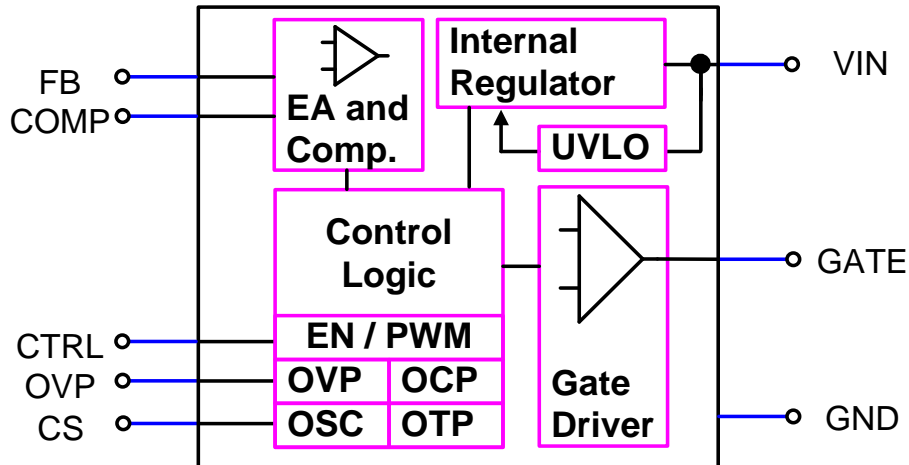 FB
COMP
CTRL
OVP
CS
EA and
Comp.
Internal
Regulator
UVLO
Control
Logic
EN / PWM
OVP
OCP
OSC
OTP
Gate
Driver
VIN
GATE
GND